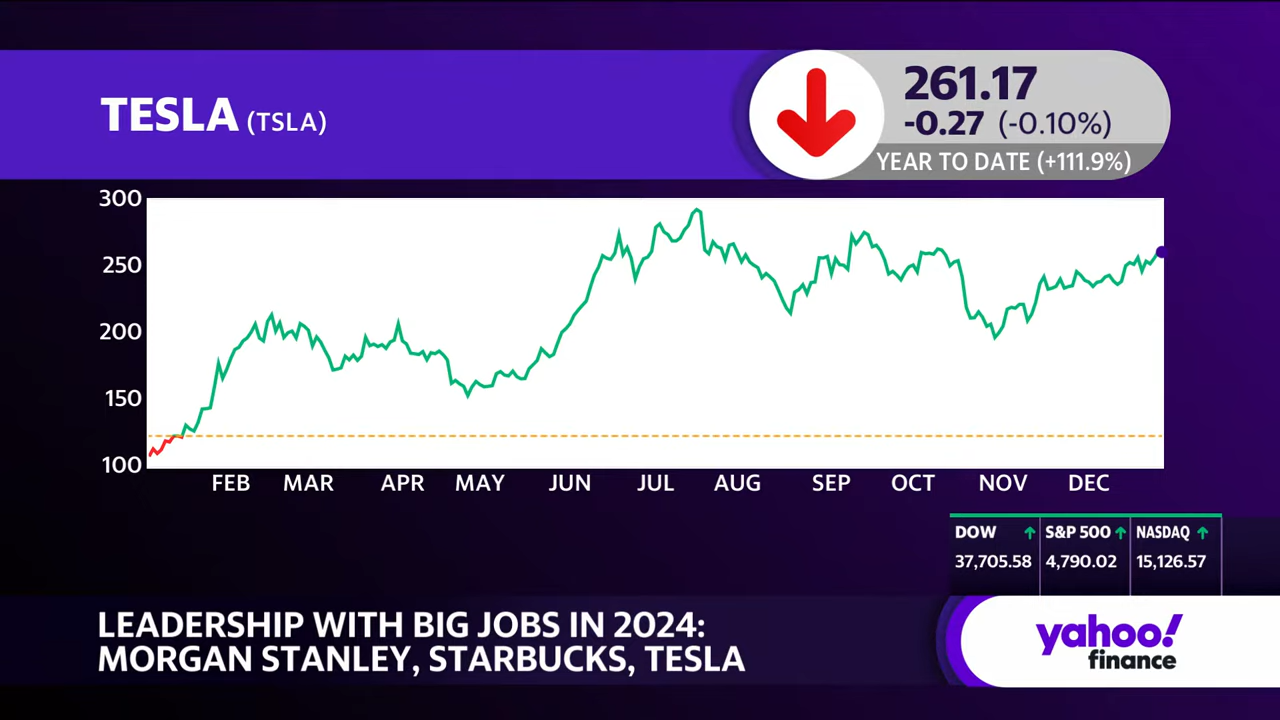 TESLA (TSLA)
261.17
-0.27 (-0.10%)
YEAR TO DATE (+111.9%)
300
250
200
150
100
FEB MAR APR MAY JUN JUL AUG SEP OCT NOV DEC
DOW S&P 500 NASDAQ
37,705.58 4,790.02 15,126.57
LEADERSHIP WITH BIG JOBS IN 2024:
MORGAN STANLEY, STARBUCKS, TESLA
yahoo!
finance